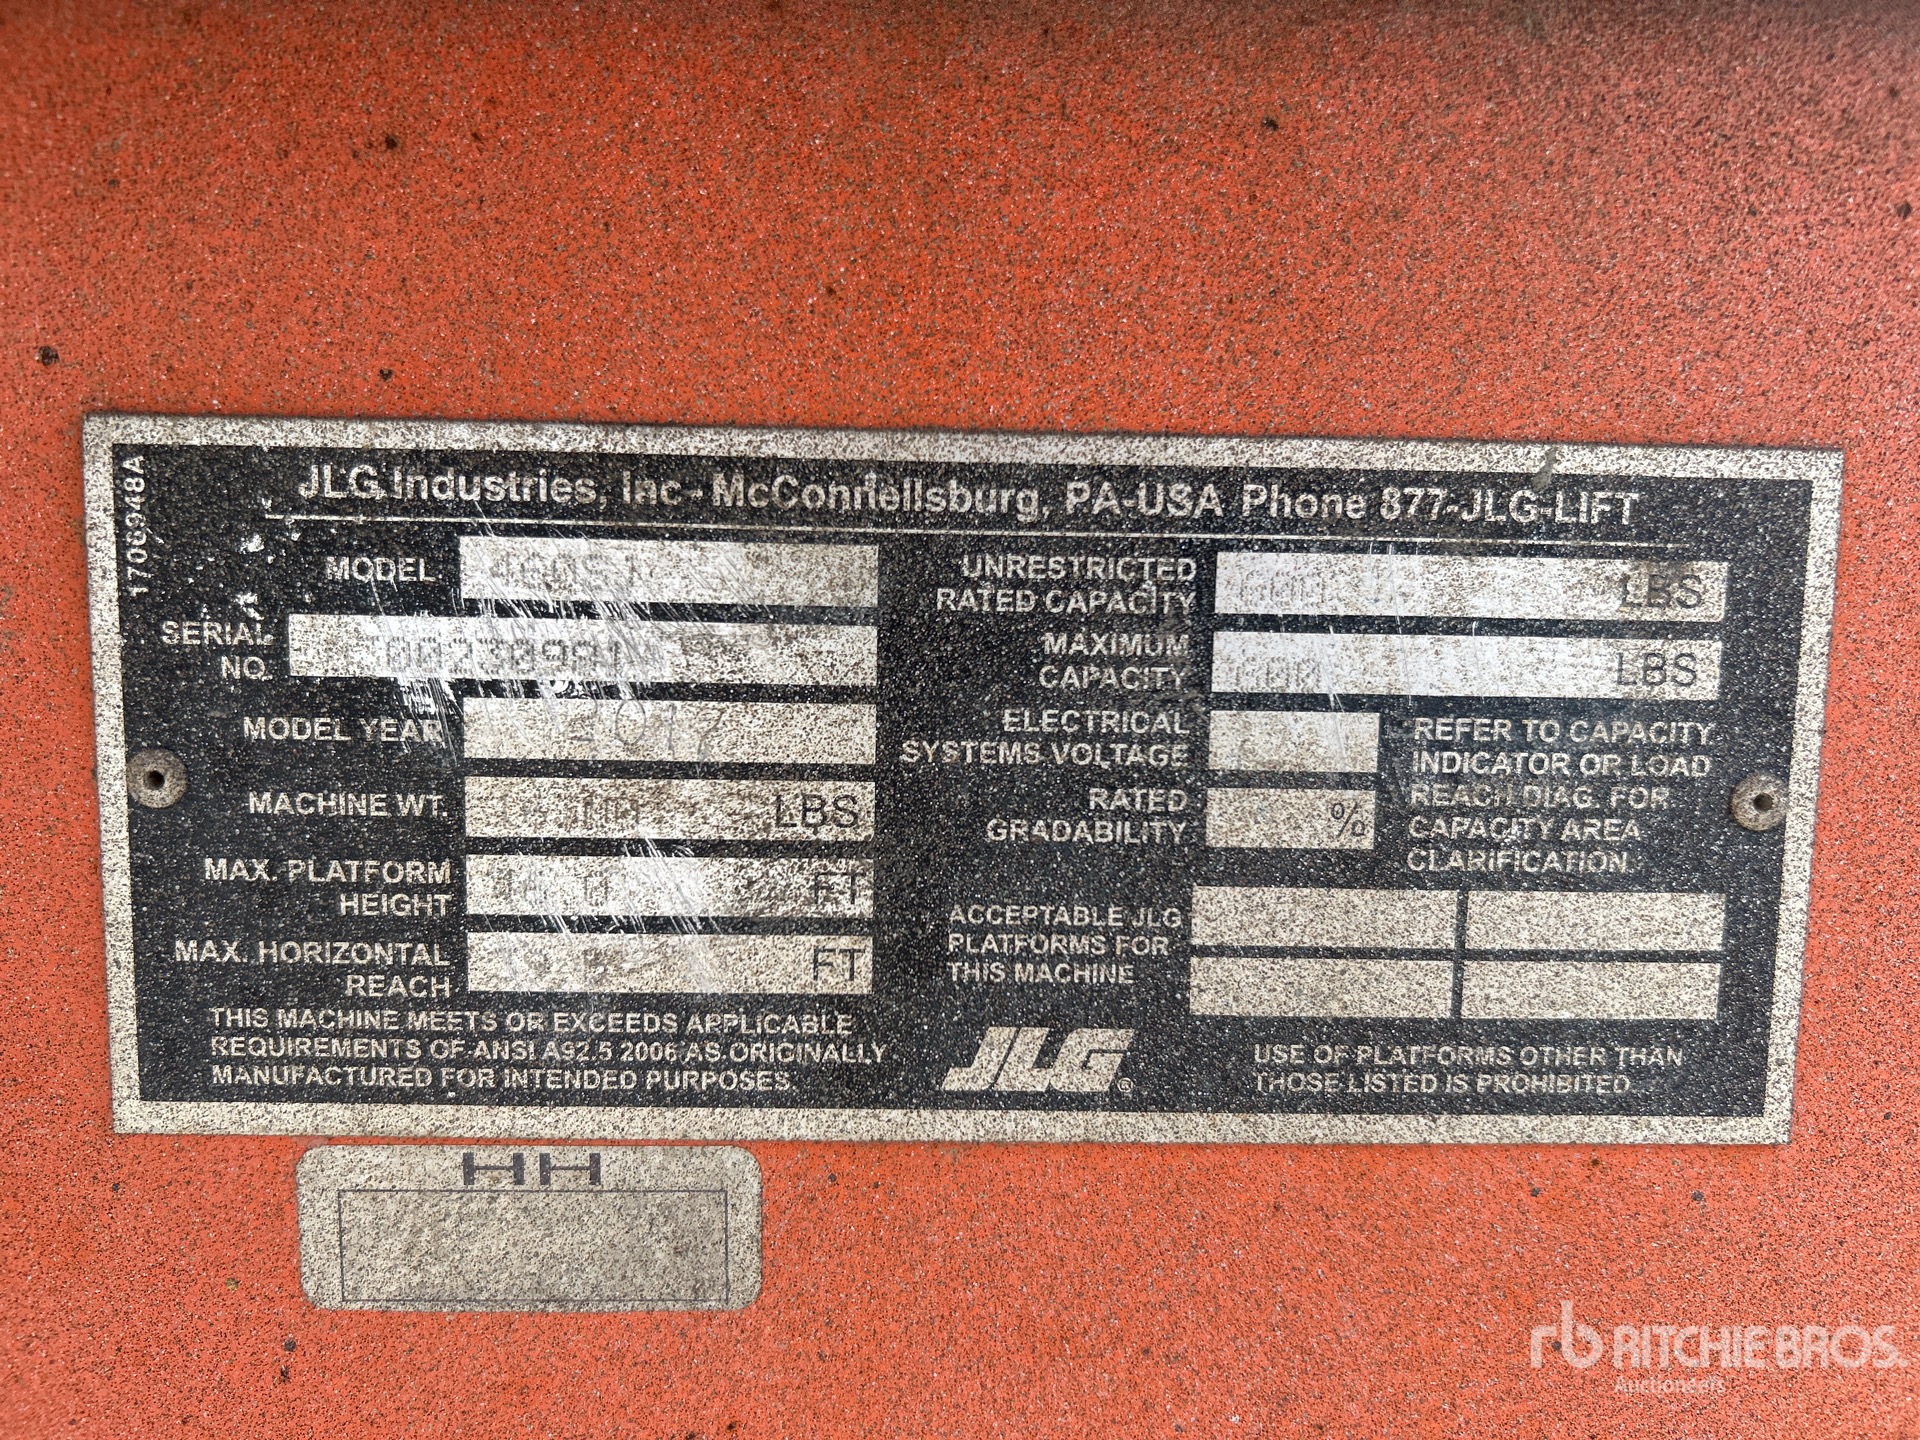 17069948A
JLG Industries, Inc- McConnellsburg, PA-USA Phone 877-JLG-LIFT
MODEL
SERIAL
NO.
MODEL YEAR 2017
MACHINE WT. LBS
MAX. PLATFORM
HEIGHT FT
MAX. HORIZONTAL
REACH FT
THIS MACHINE MEETS OR EXCEEDS APPLICABLE
REQUIREMENTS OF ANSI A92.5 2006 AS ORIGINALLY
MANUFACTURED FOR INTENDED PURPOSES.
UNRESTRICTED
RATED CAPACITY LBS
MAXIMUM
CAPACITY 600 LBS
ELECTRICAL
SYSTEMS VOLTAGE
RATED
GRADABILITY %
REFER TO CAPACITY
INDICATOR OR LOAD
REACH DIAG. FOR
CAPACITY AREA
CLARIFICATION.
ACCEPTABLE JLG
PLATFORMS FOR
THIS MACHINE
JLG®
USE OF PLATFORMS OTHER THAN
THOSE LISTED IS PROHIBITED.
HH
rb RITCHIE BROS.
Auctioneers